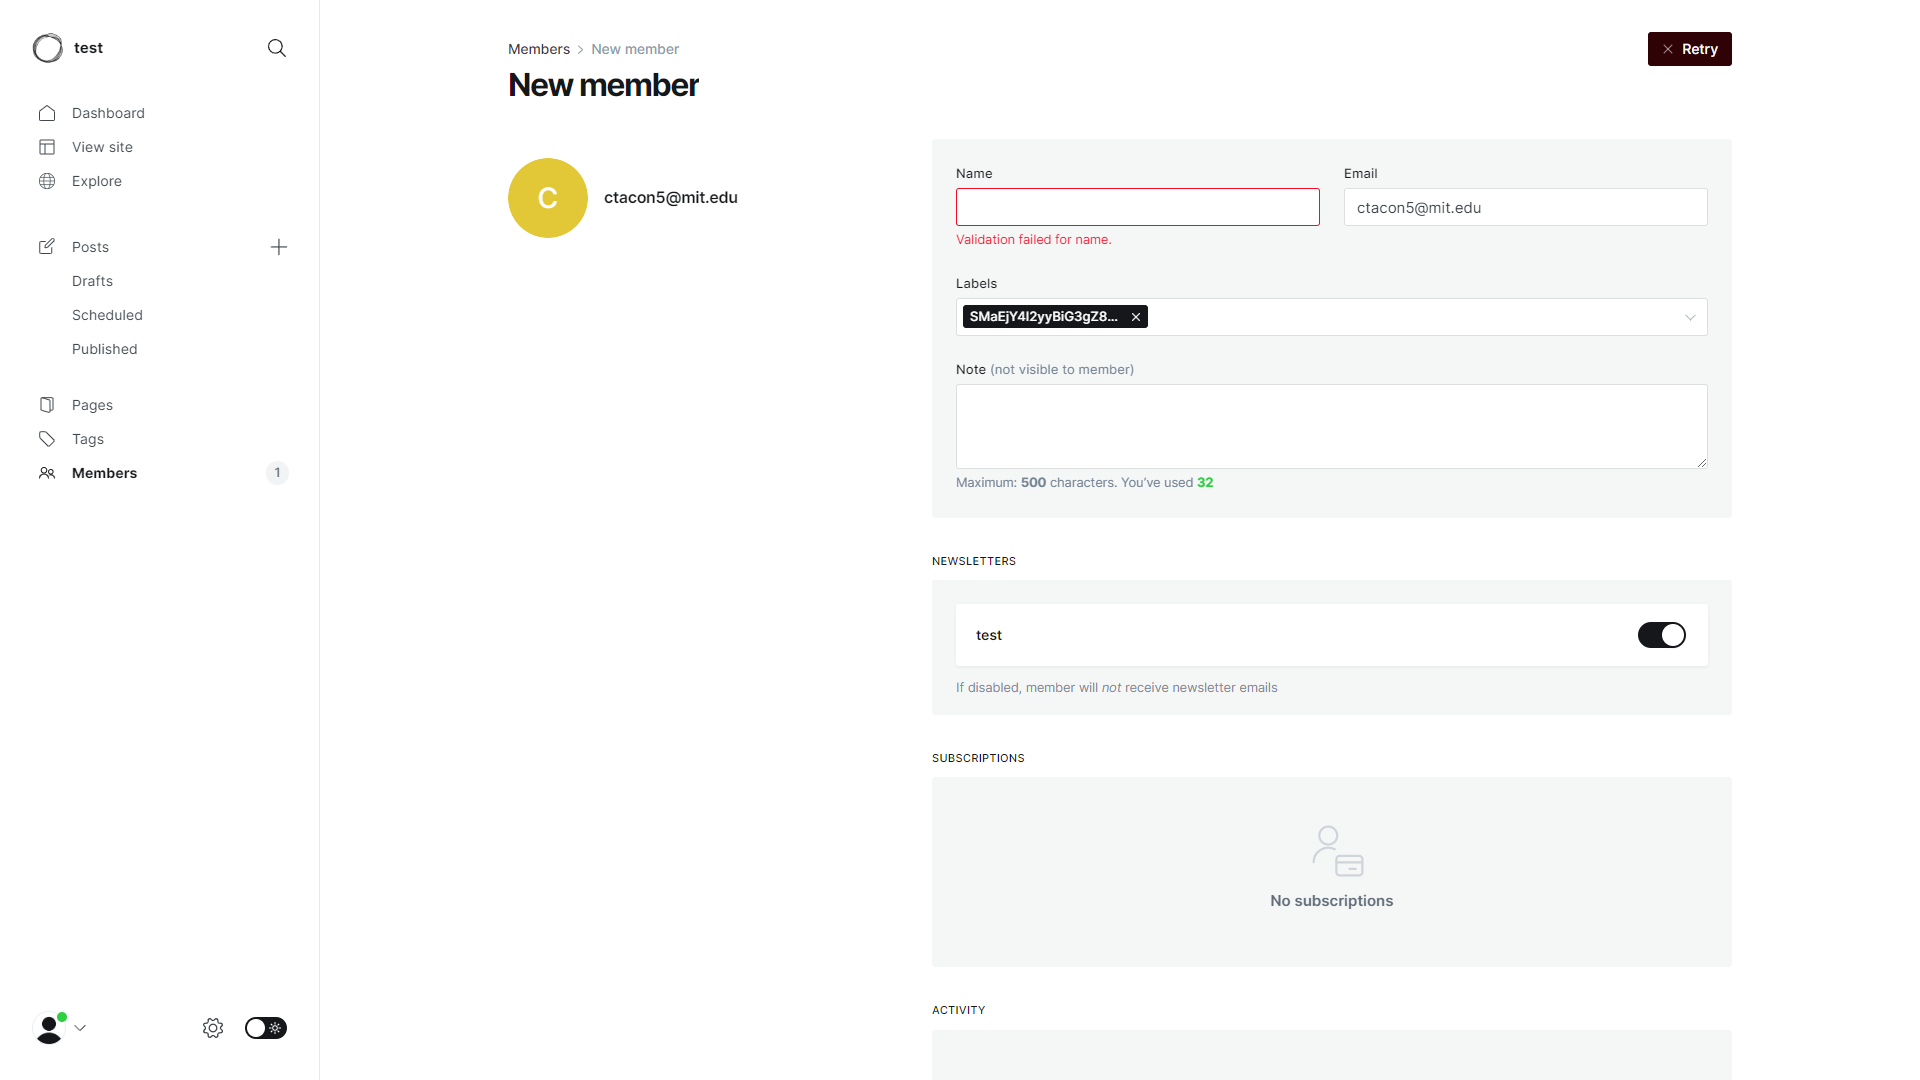 test
Dashboard
View site
Explore
Posts
Drafts
Scheduled
Published
Pages
Tags
Members
1
Members
New member
Retry
New member
C
ctacon5@mit.edu
Name
Email
ctacon5@mit.edu
Validation failed for name.
Labels
SMaEjY4I2yyBiG3gZ8...
Note (not visible to member)
Maximum: 500 characters. You've used 32
NEWSLETTERS
test
If disabled, member will not receive newsletter emails
SUBSCRIPTIONS
No subscriptions
ACTIVITY